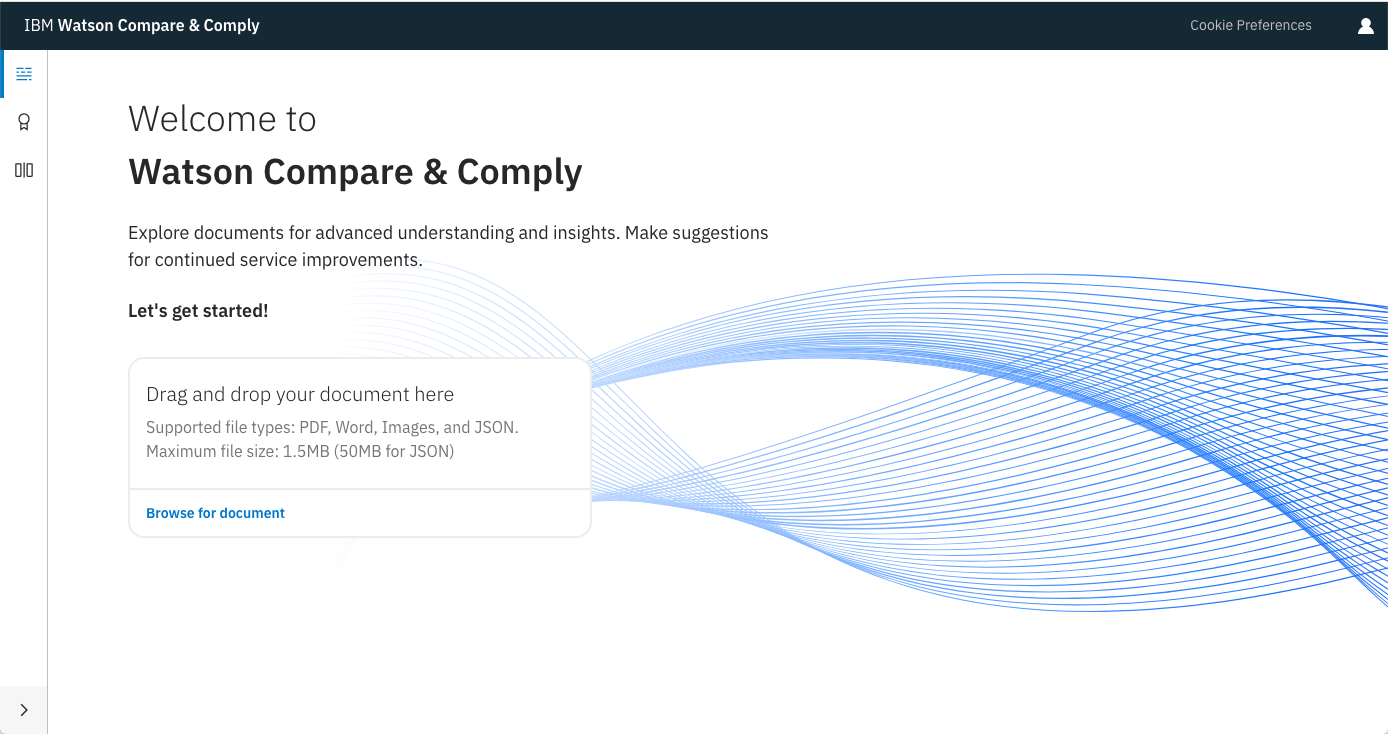 IBM Watson Compare & Comply
Cookie Preferences
Welcome to
Watson Compare & Comply
Explore documents for advanced understanding and insights. Make suggestions
for continued service improvements.
Let's get started!
Drag and drop your document here
Supported file types: PDF, Word, Images, and JSON.
Maximum file size: 1.5MB (50MB for JSON)
Browse for document